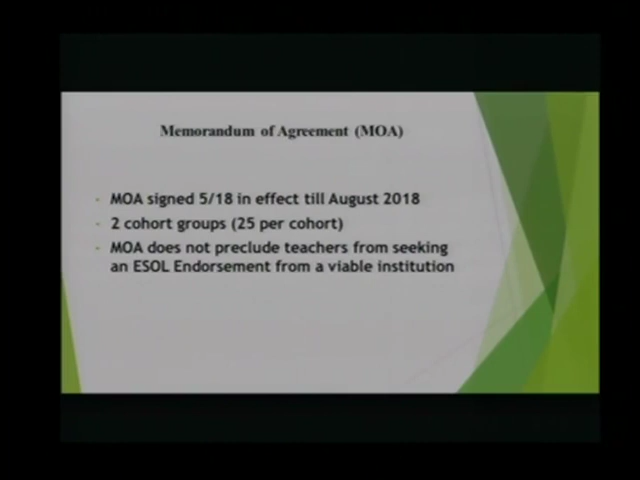 Memorandum of Agreement (MOA)
- MOA signed 5/18 in effect till August 2018
- 2 cohort groups (25 per cohort)
- MOA does not preclude teachers from seeking
an ESOL Endorsement from a viable institution